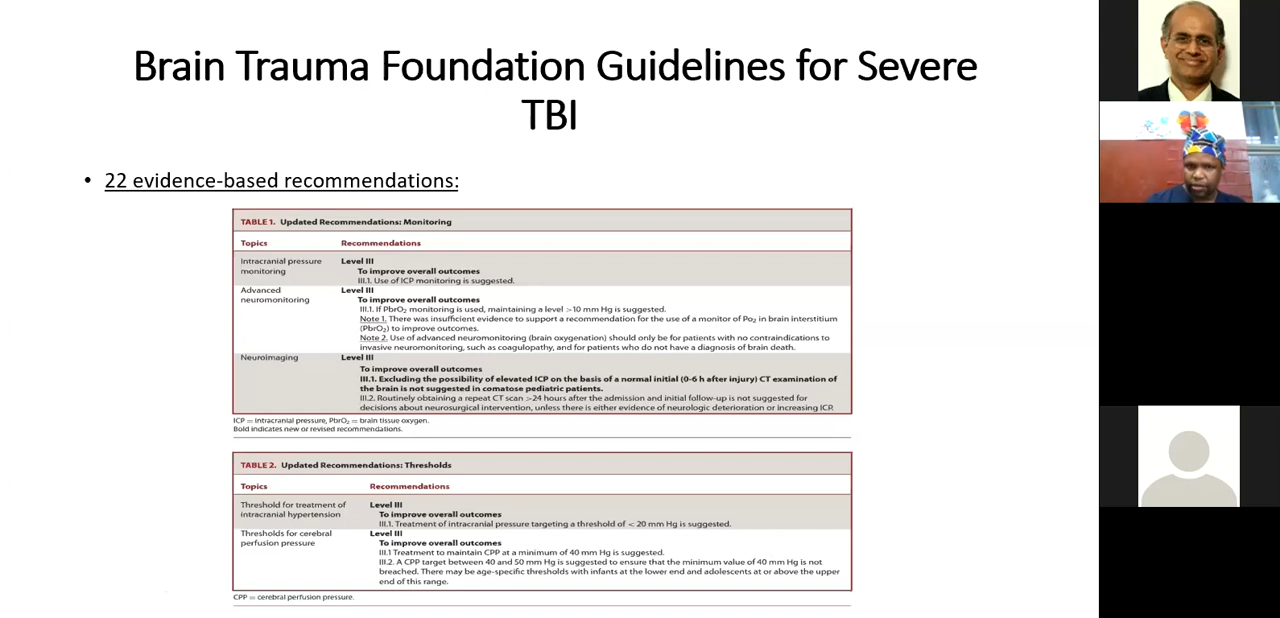 Brain Trauma Foundation Guidelines for Severe
TBI
• 22 evidence-based recommendations:
TABLE 1. Updated Recommendations: Monitoring
Topics Recommendations
Intracranial pressure monitoring Level III
To improve overall outcomes
III.1. Use of ICP monitoring is suggested.
Advanced neuromonitoring Level III
To improve overall outcomes
III.1. If PbrO₂ monitoring is used, maintaining a level >10 mm Hg is suggested.
Note 1. There was insufficient evidence to support a recommendation for the use of a monitor of Po₂ in brain interstitium
(PbrO₂) to improve outcomes.
Note 2. Use of advanced neuromonitoring (brain oxygenation) should only be for patients with no contraindications to
invasive neuromonitoring, such as coagulopathy, and for patients who do not have a diagnosis of brain death.
Neuroimaging Level III
To improve overall outcomes
III.1. Excluding the possibility of elevated ICP on the basis of a normal initial (0-6 h after injury) CT examination of
the brain is not suggested in comatose pediatric patients.
III.2. Routinely obtaining a repeat CT scan >24 hours after the admission and initial follow-up is not suggested for
decisions about neurosurgical intervention, unless there is either evidence of neurologic deterioration or increasing ICP.
ICP = intracranial pressure, PbrO₂ = brain tissue oxygen.
Bold indicates new or revised recommendations.
TABLE 2. Updated Recommendations: Thresholds
Topics Recommendations
Threshold for treatment of intracranial hypertension Level III
To improve overall outcomes
III.1. Treatment of intracranial pressure targeting a threshold of < 20 mm Hg is suggested.
Thresholds for cerebral perfusion pressure Level III
To improve overall outcomes
III.1 Treatment to maintain CPP at a minimum of 40 mm Hg is suggested.
III.2. A CPP target between 40 and 50 mm Hg is suggested to ensure that the minimum value of 40 mm Hg is not
breached. There may be age-specific thresholds with infants at the lower end and adolescents at or above the upper
end of this range.
CPP = cerebral perfusion pressure.